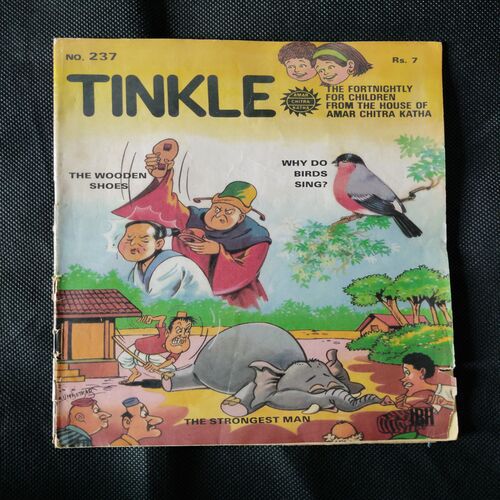 NO. 237
Rs. 7
TINKLE
AMAR
CHITRA
KATHA
THE FORTNIGHTLY
FOR CHILDREN
FROM THE HOUSE OF
AMAR CHITRA KATHA
THE WOODEN
SHOES
WHY DO
BIRDS
SING?
THE STRONGEST MAN
IBH